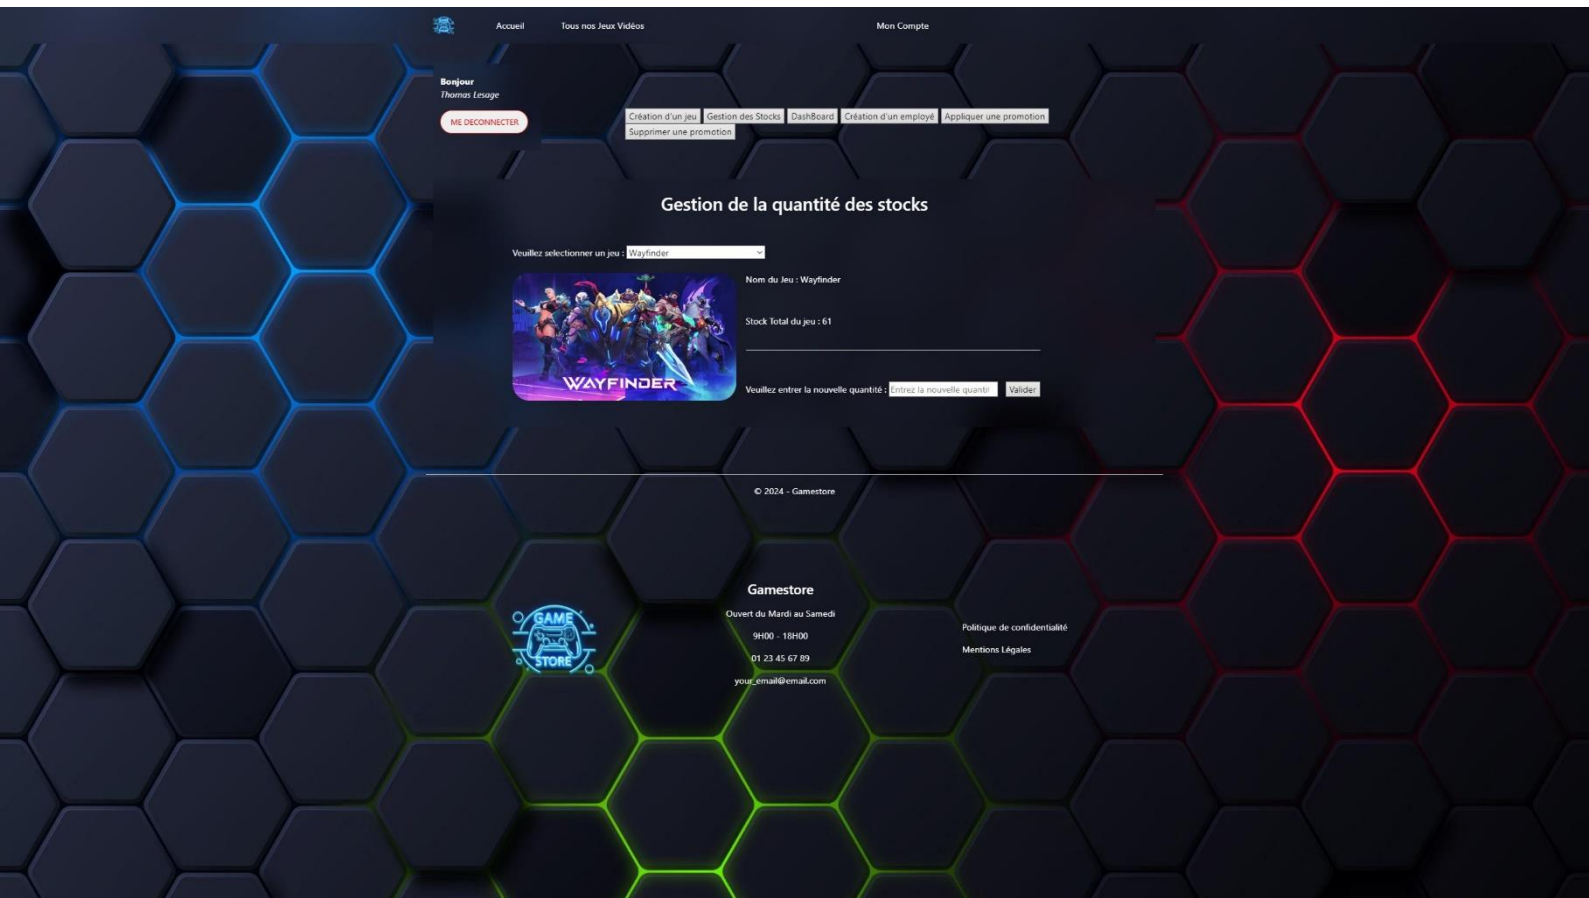 Accueil Tous nos Jeux Vidéos Mon Compte
Bonjour
Thomas Lesage
ME DECONNECTER
Création d'un jeu Gestion des Stocks DashBoard Création d'un employé Appliquer une promotion
Supprimer une promotion
Gestion de la quantité des stocks
Veuillez selectionner un jeu : Wayfinder
Nom du Jeu : Wayfinder
Stock Total du jeu : 61
WAYFINDER
Veuillez entrer la nouvelle quantité : Entrez la nouvelle quanti Valider
© 2024 - Gamestore
GAME
STORE
Gamestore
Ouvert du Mardi au Samedi
9H00 - 18H00
01 23 45 67 89
your_email@email.com
Politique de confidentialité
Mentions Légales